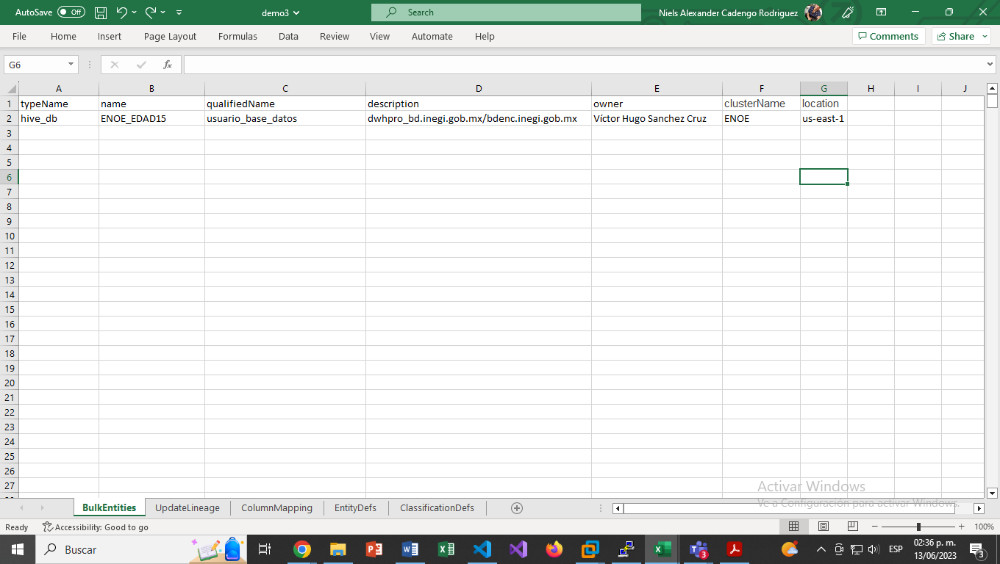 AutoSave Off demo3 Search Niels Alexander Cadengo Rodriguez
File Home Insert Page Layout Formulas Data Review View Automate Help Comments Share
G6 fx
A B C D E F G H I J
1 typeName name qualifiedName description owner clusterName location
2 hive_db ENOE_EDAD15 usuario_base_datos dwhpro_bd.inegi.gob.mx/bdenc.inegi.gob.mx Víctor Hugo Sanchez Cruz ENOE us-east-1
3
4
5
6
7
8
9
10
11
12
13
14
15
16
17
18
19
20
21
22
23
24
25
26
27
Activar Windows
Ve a Configuración para activar Windows.
BulkEntities UpdateLineage ColumnMapping EntityDefs ClassificationDefs
Ready Accessibility: Good to go 100%
Buscar ESP 02:36 p. m.
13/06/2023
3
3